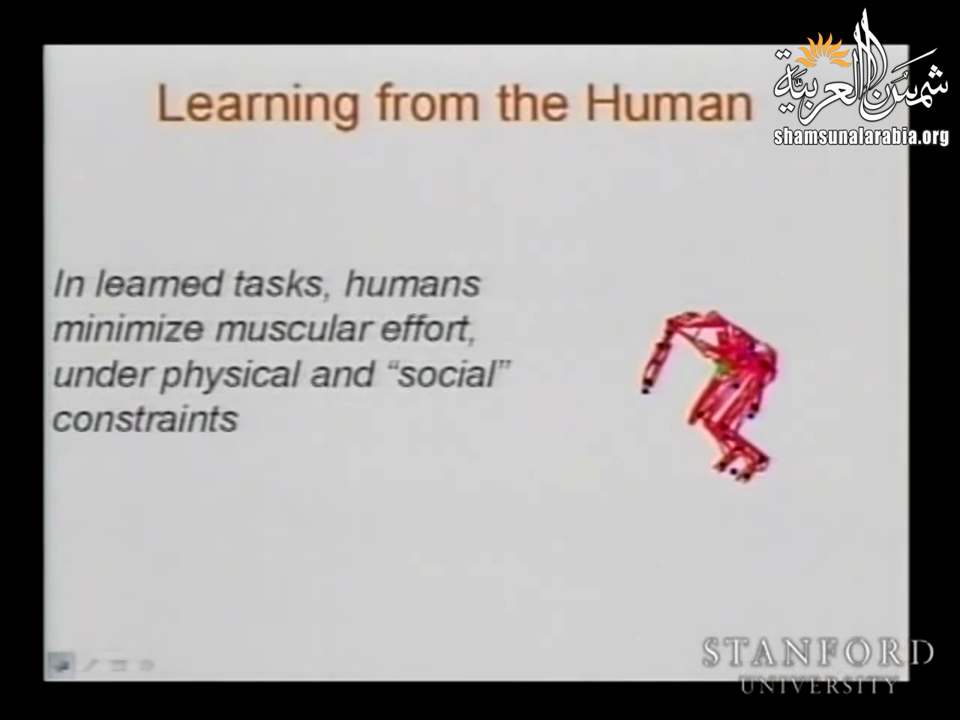 Learning from the Human
شمس العربية
shamsunalarabia.org
In learned tasks, humans
minimize muscular effort,
under physical and “social”
constraints
STANFORD
UNIVERSITY